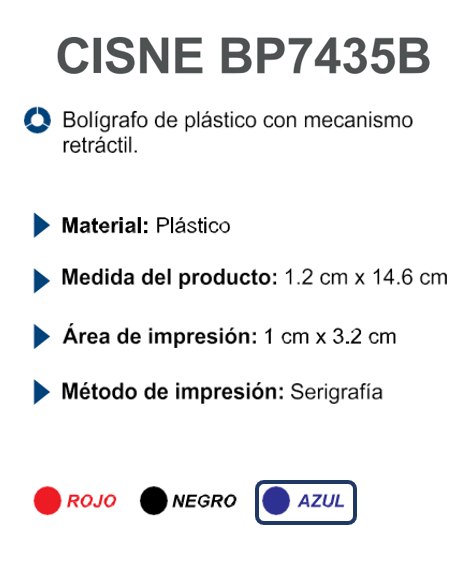 CISNE BP7435B
Bolígrafo de plástico con mecanismo
retráctil.
Material: Plástico
Medida del producto: 1.2 cm x 14.6 cm
Área de impresión: 1 cm x 3.2 cm
Método de impresión: Serigrafía
ROJO NEGRO AZUL